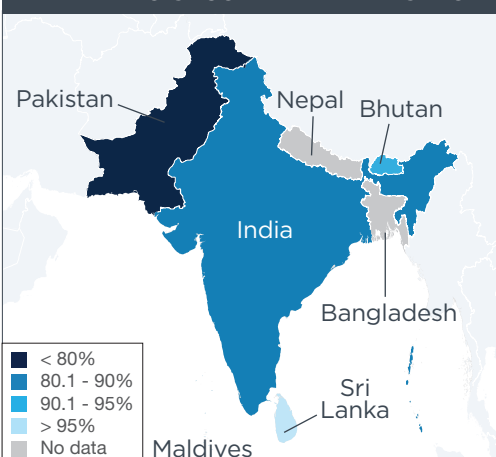 Pakistan
Nepal
Bhutan
India
Bangladesh
Sri
Lanka
Maldives
< 80%
80.1 - 90%
90.1 - 95%
> 95%
No data